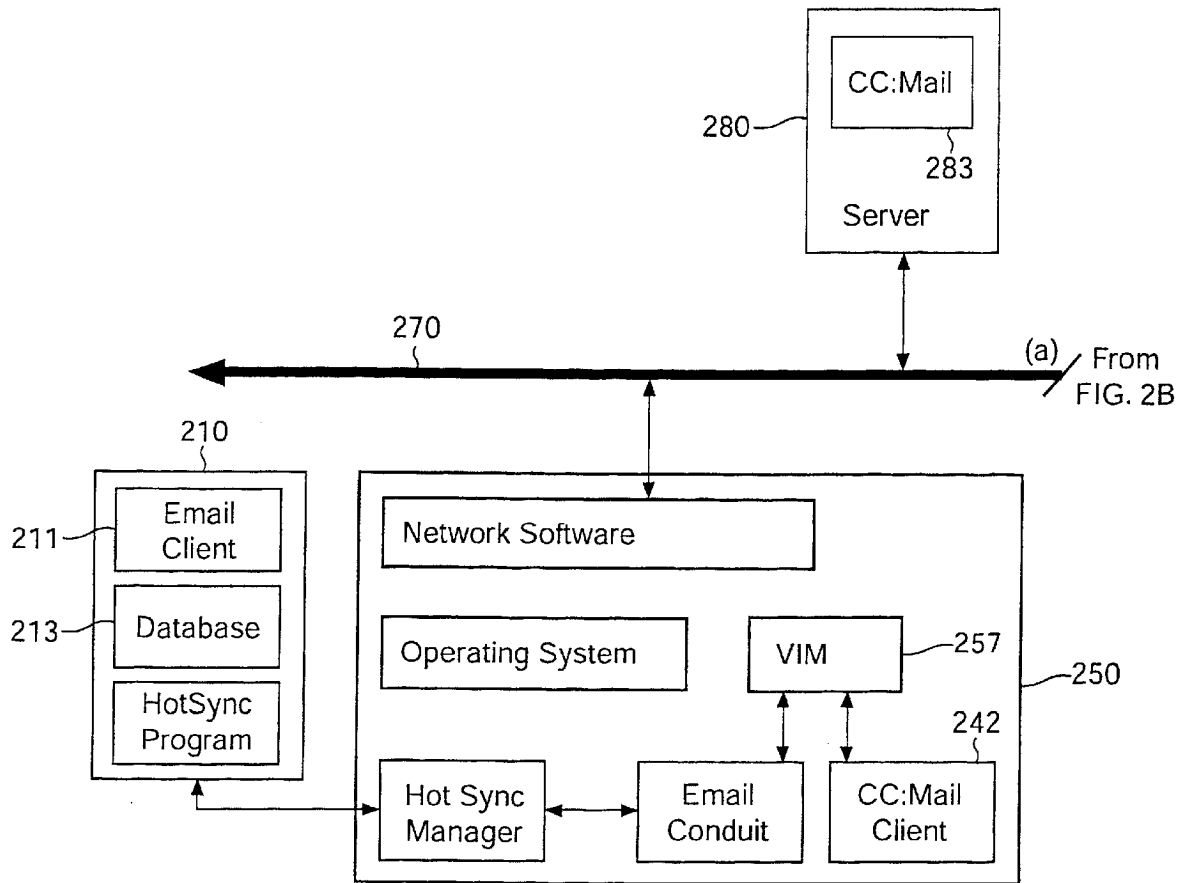 CC:Mail
280
283
Server
270
(a)
From
FIG. 2B
210
Email
Client
211
Database
213
HotSync
Program
Network Software
Operating System
VIM
257
250
242
Hot Sync
Manager
Email
Conduit
CC:Mail
Client